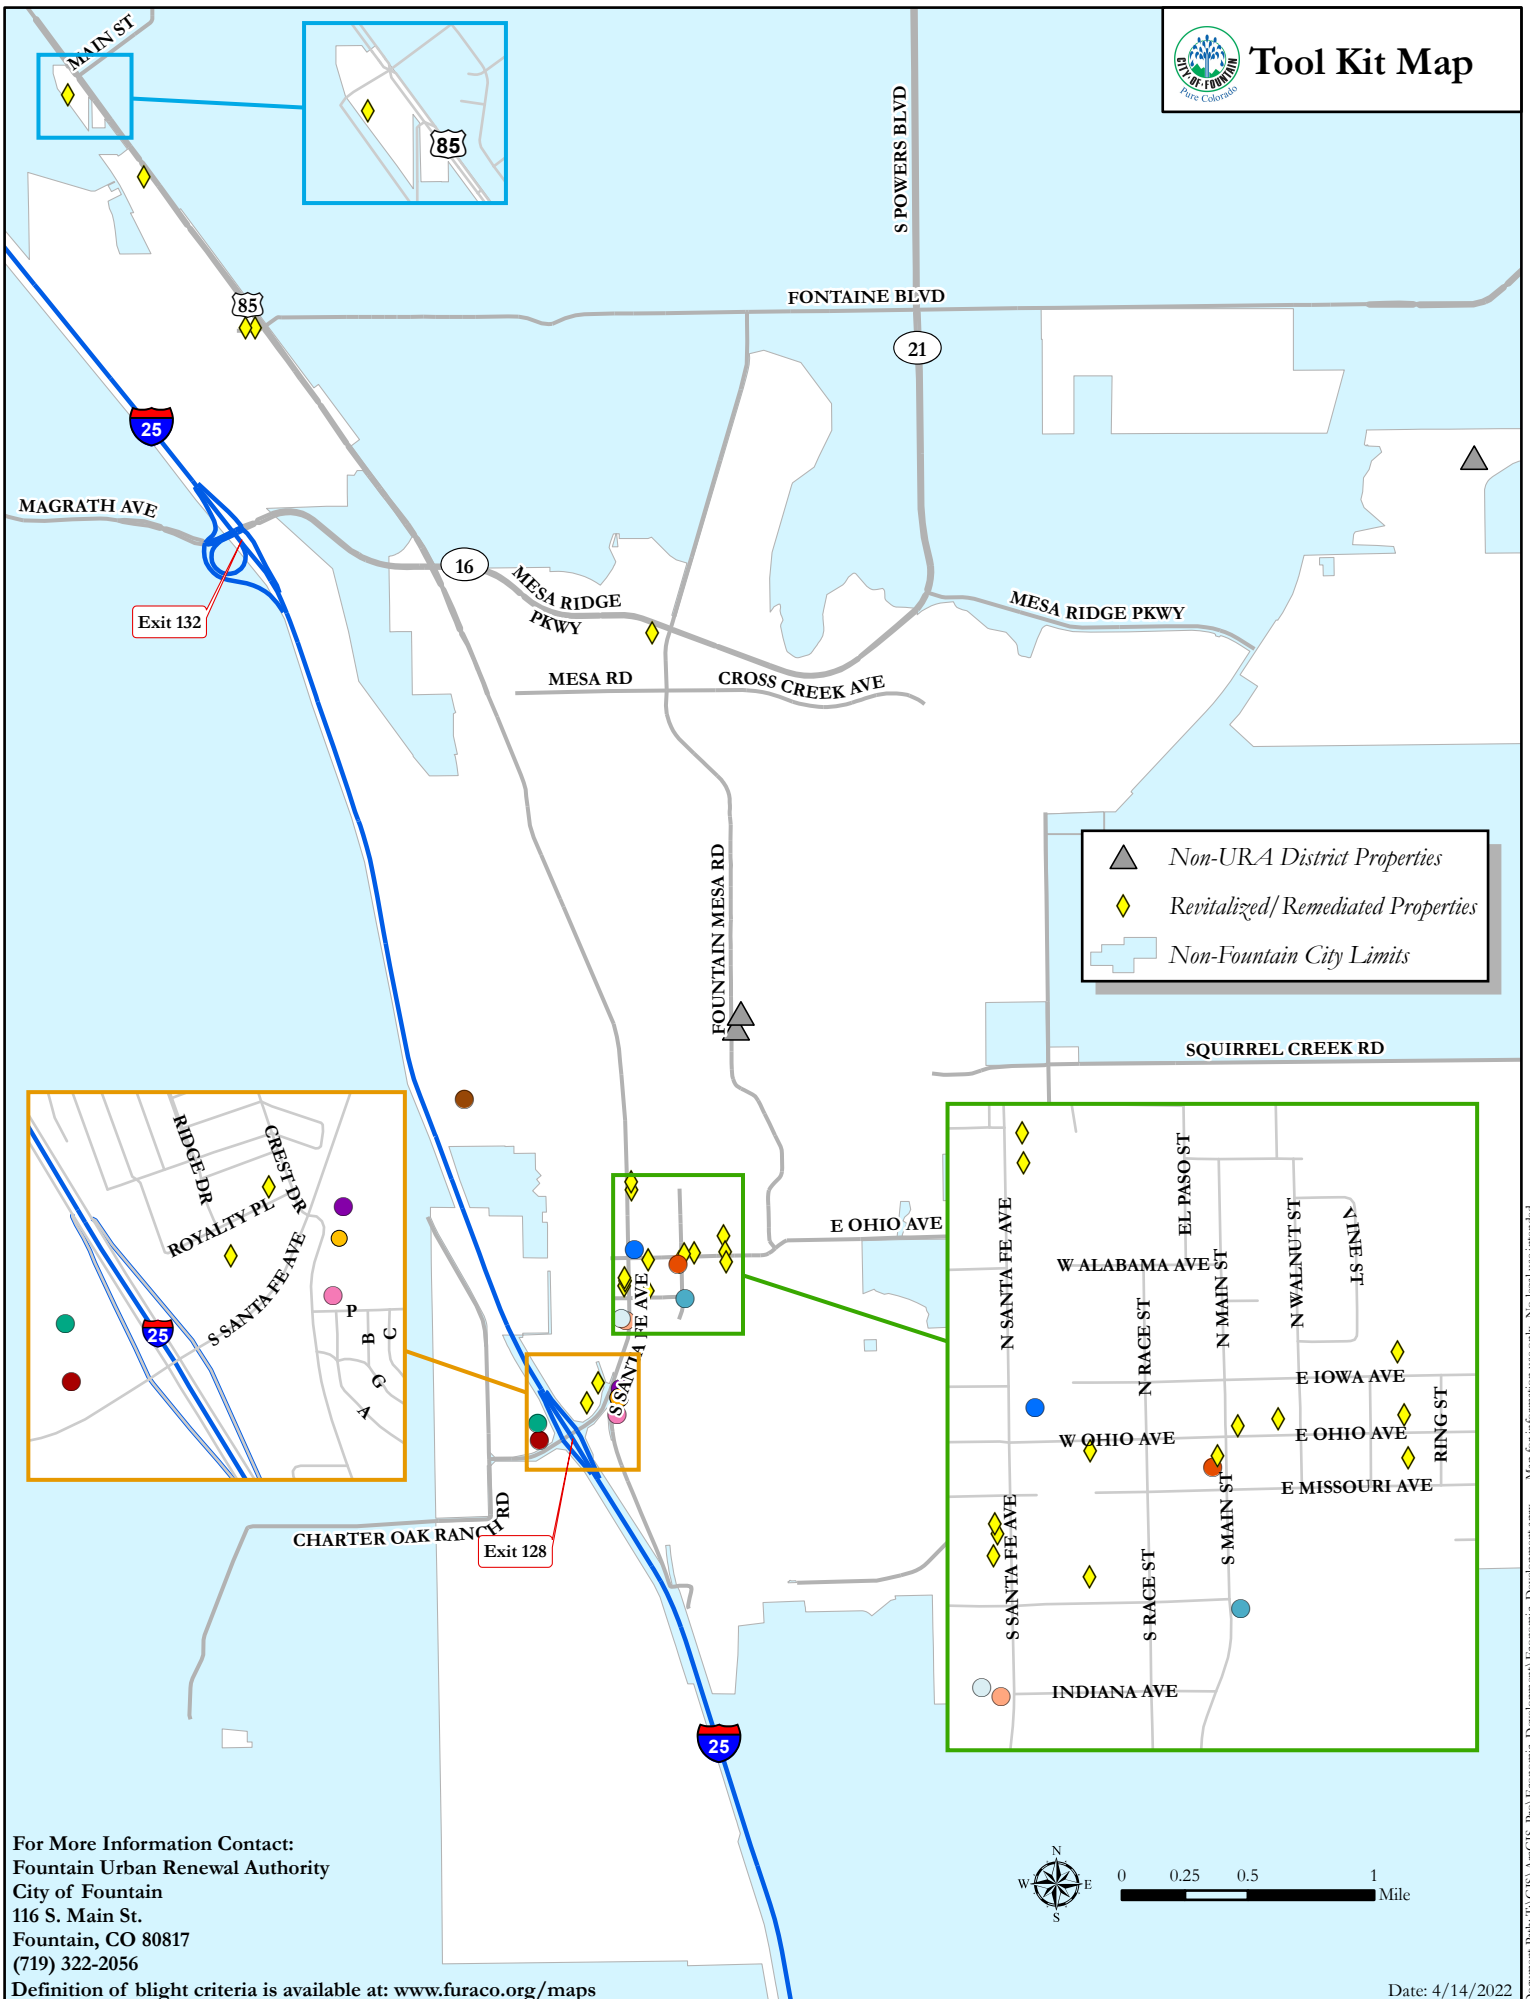 Tool Kit Map
CITY·OF·FOUNTAIN
Pure Colorado
MAIN ST
85
S POWERS BLVD
FONTAINE BLVD
85
21
25
MAGRATH AVE
16
MESA RIDGE
PKWY
MESA RIDGE PKWY
Exit 132
MESA RD
CROSS CREEK AVE
FOUNTAIN MESA RD
Non-URA District Properties
Revitalized/Remediated Properties
Non-Fountain City Limits
SQUIRREL CREEK RD
RIDGE DR
CREST DR
ROYALTY PL
S SANTA FE AVE
25
P
B
C
G
A
E OHIO AVE
S SANTA FE AVE
N SANTA FE AVE
EL PASO ST
W ALABAMA AVE
N MAIN ST
N WALNUT ST
VINE ST
N RACE ST
E IOWA AVE
W OHIO AVE
E OHIO AVE
RING ST
E MISSOURI AVE
S SANTA FE AVE
S MAIN ST
S RACE ST
INDIANA AVE
CHARTER OAK RANCH RD
Exit 128
25
For More Information Contact:
Fountain Urban Renewal Authority
City of Fountain
116 S. Main St.
Fountain, CO 80817
(719) 322-2056
Definition of blight criteria is available at: www.furaco.org/maps
N
W
E
S
0 0.25 0.5 1
Mile
Date: 4/14/2022